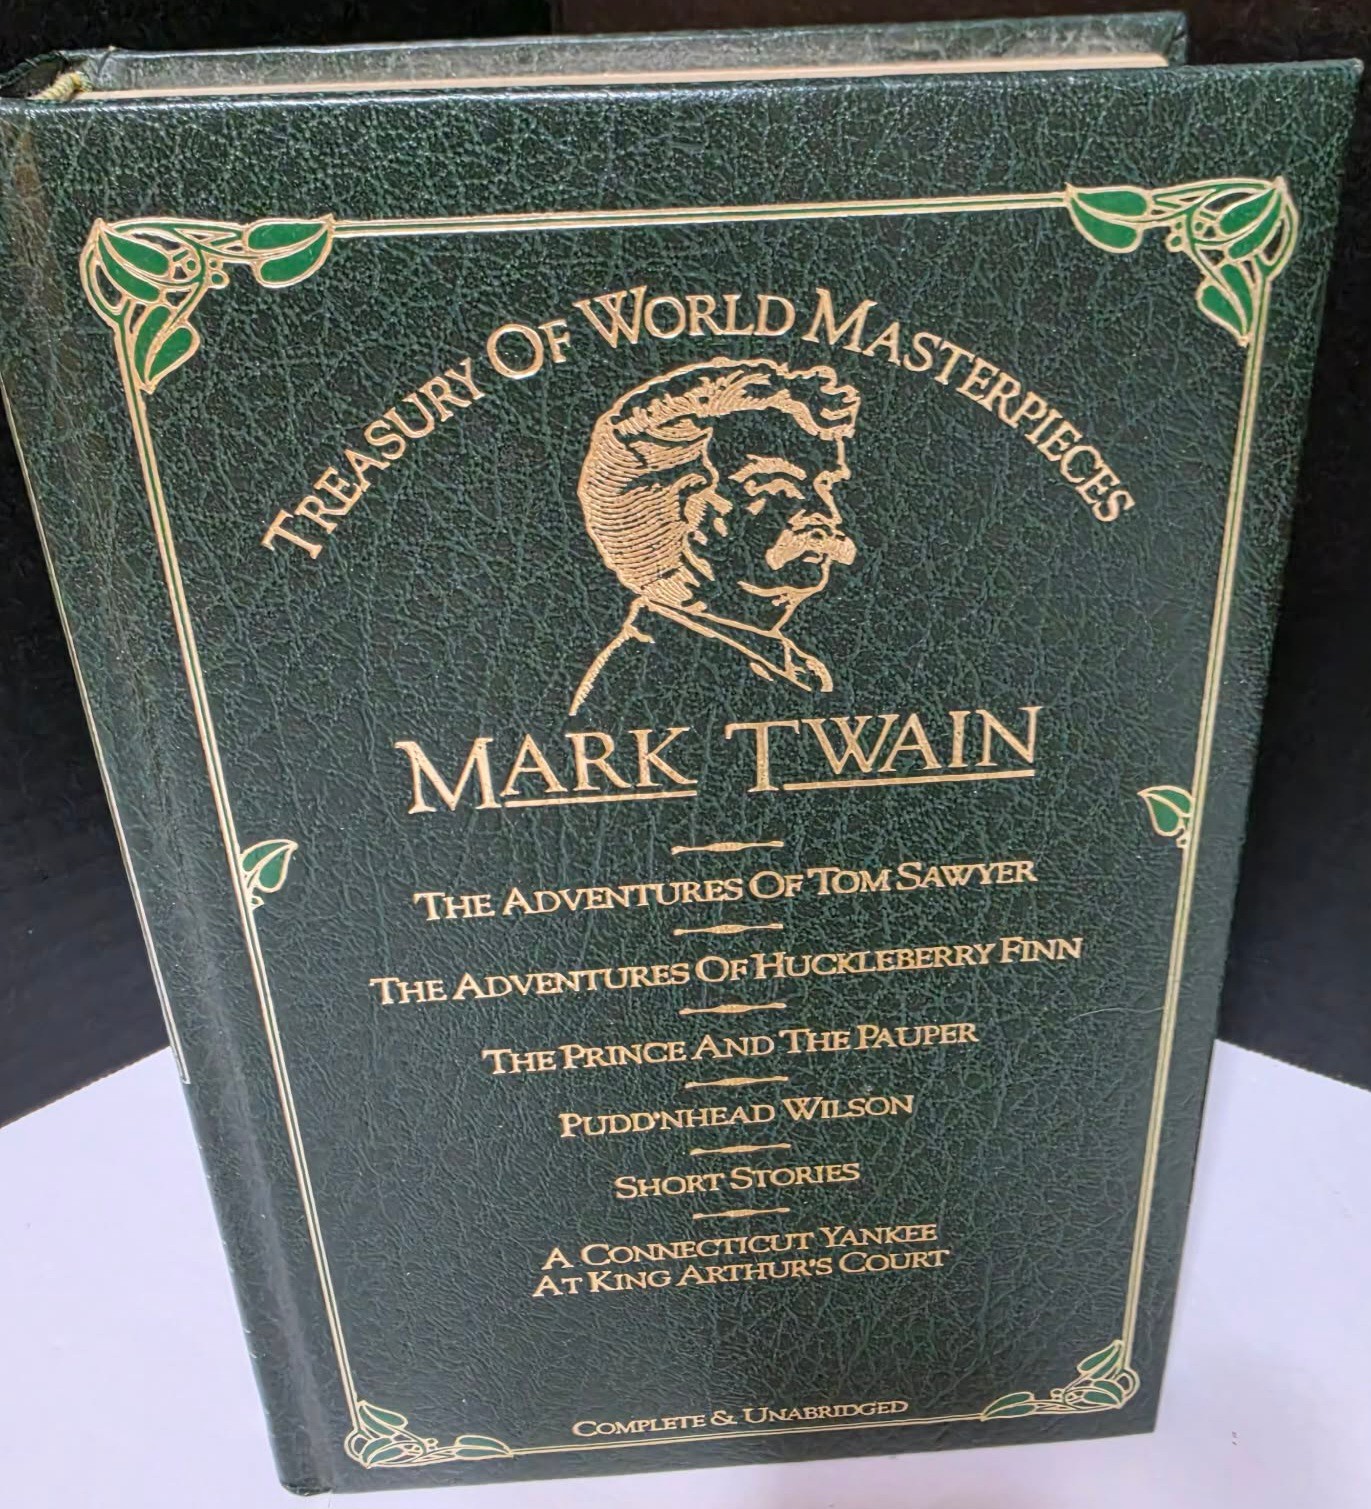 Treasury Of World Masterpieces
Mark Twain
The Adventures Of Tom Sawyer
The Adventures Of Huckleberry Finn
The Prince And The Pauper
Pudd'nhead Wilson
Short Stories
A Connecticut Yankee
At King Arthur's Court
Complete & Unabridged